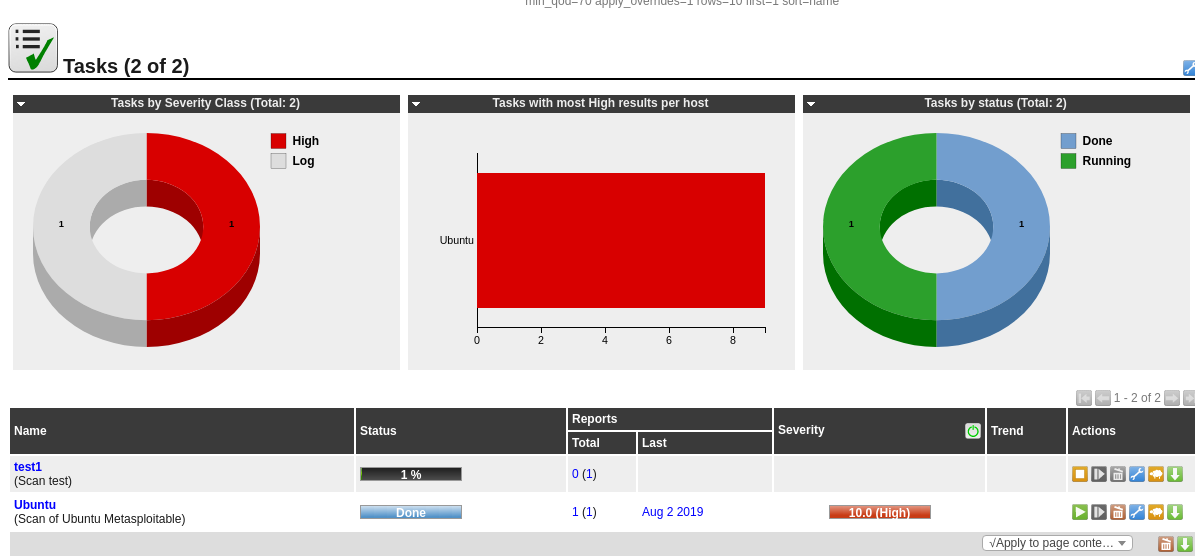 min_qod=70 apply_overrides=1 rows=10 first=1 sort=name
Tasks (2 of 2)
Tasks by Severity Class (Total: 2)
High
Log
1
1
Tasks with most High results per host
Ubuntu
0 2 4 6 8
Tasks by status (Total: 2)
Done
Running
1
1
1 - 2 of 2
Name Status Reports Severity Trend Actions
Total Last
test1 1 % 0 (1)
(Scan test)
Ubuntu Done 1 (1) Aug 2 2019 10.0 (High)
(Scan of Ubuntu Metasploitable)
√Apply to page conte…